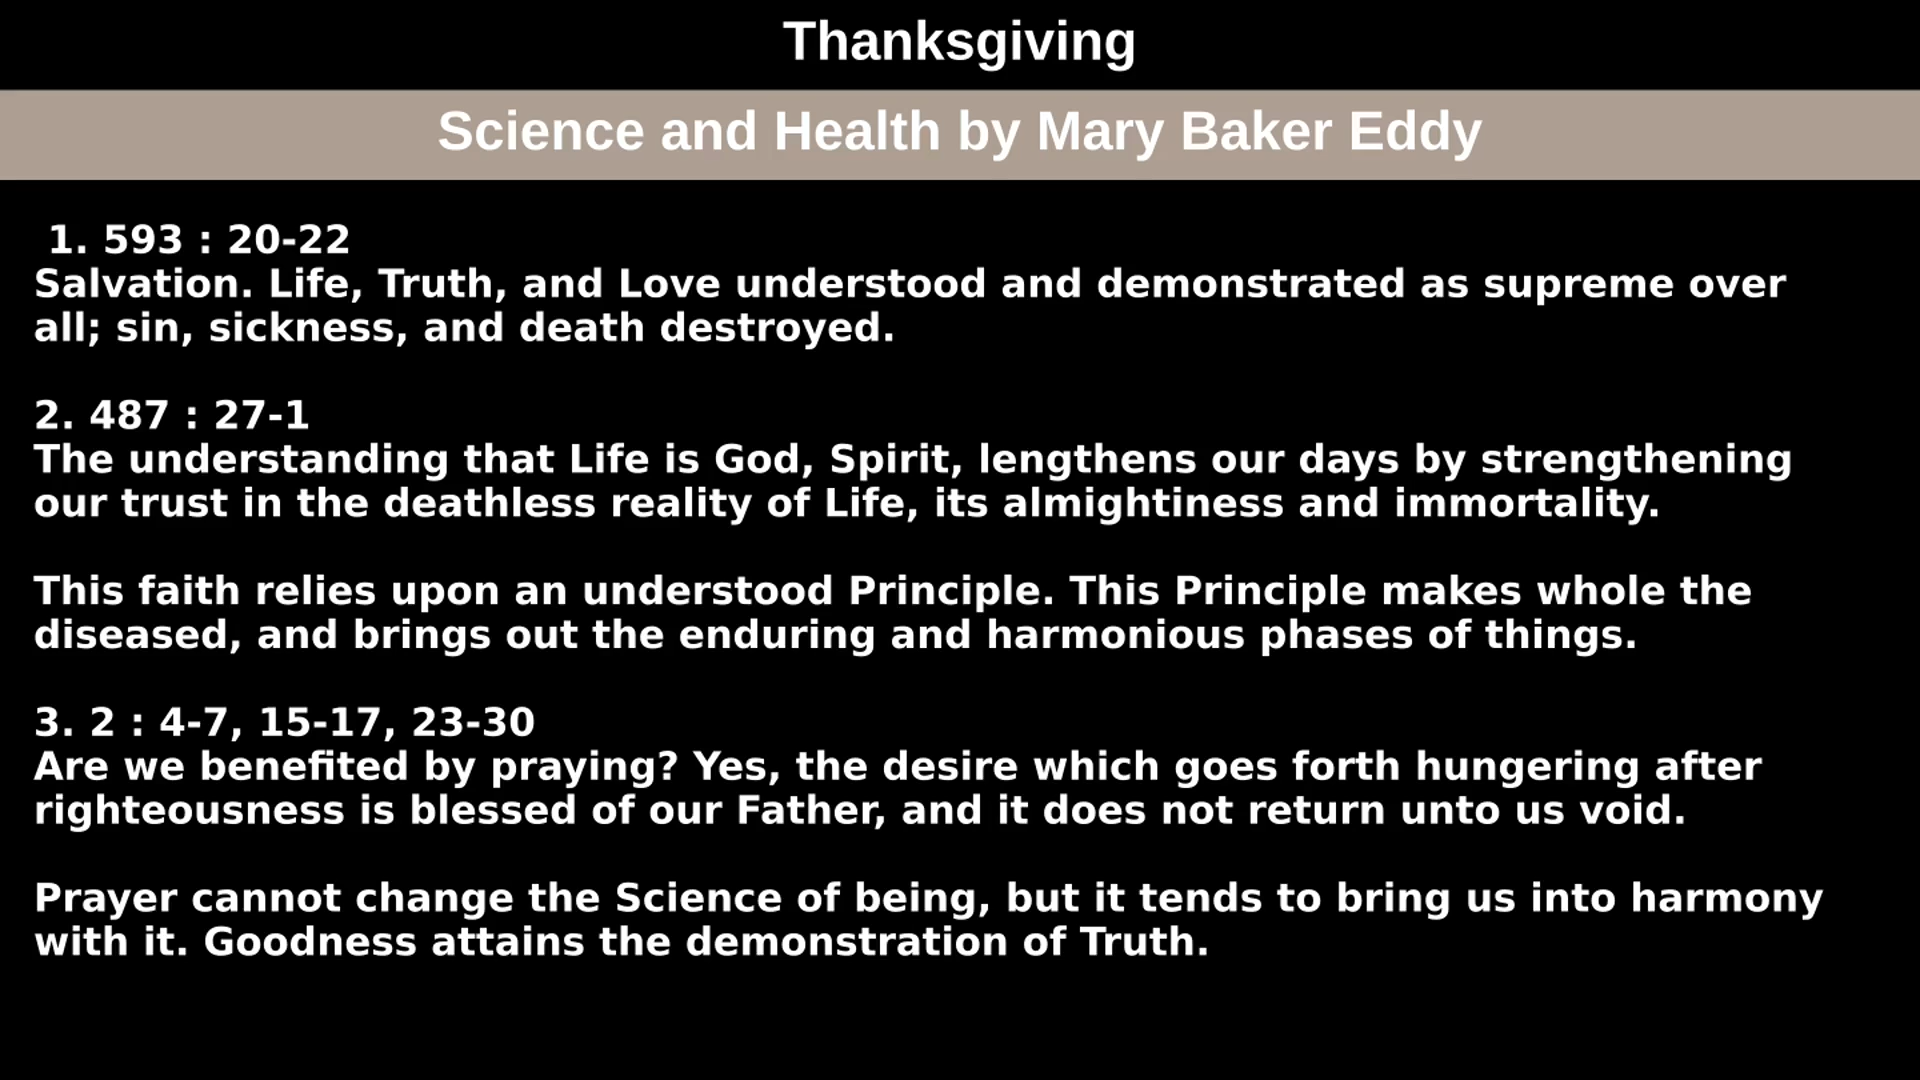 Thanksgiving
Science and Health by Mary Baker Eddy
1. 593 : 20-22
Salvation. Life, Truth, and Love understood and demonstrated as supreme over
all; sin, sickness, and death destroyed.
2. 487 : 27-1
The understanding that Life is God, Spirit, lengthens our days by strengthening
our trust in the deathless reality of Life, its almightiness and immortality.
This faith relies upon an understood Principle. This Principle makes whole the
diseased, and brings out the enduring and harmonious phases of things.
3. 2 : 4-7, 15-17, 23-30
Are we benefited by praying? Yes, the desire which goes forth hungering after
righteousness is blessed of our Father, and it does not return unto us void.
Prayer cannot change the Science of being, but it tends to bring us into harmony
with it. Goodness attains the demonstration of Truth.